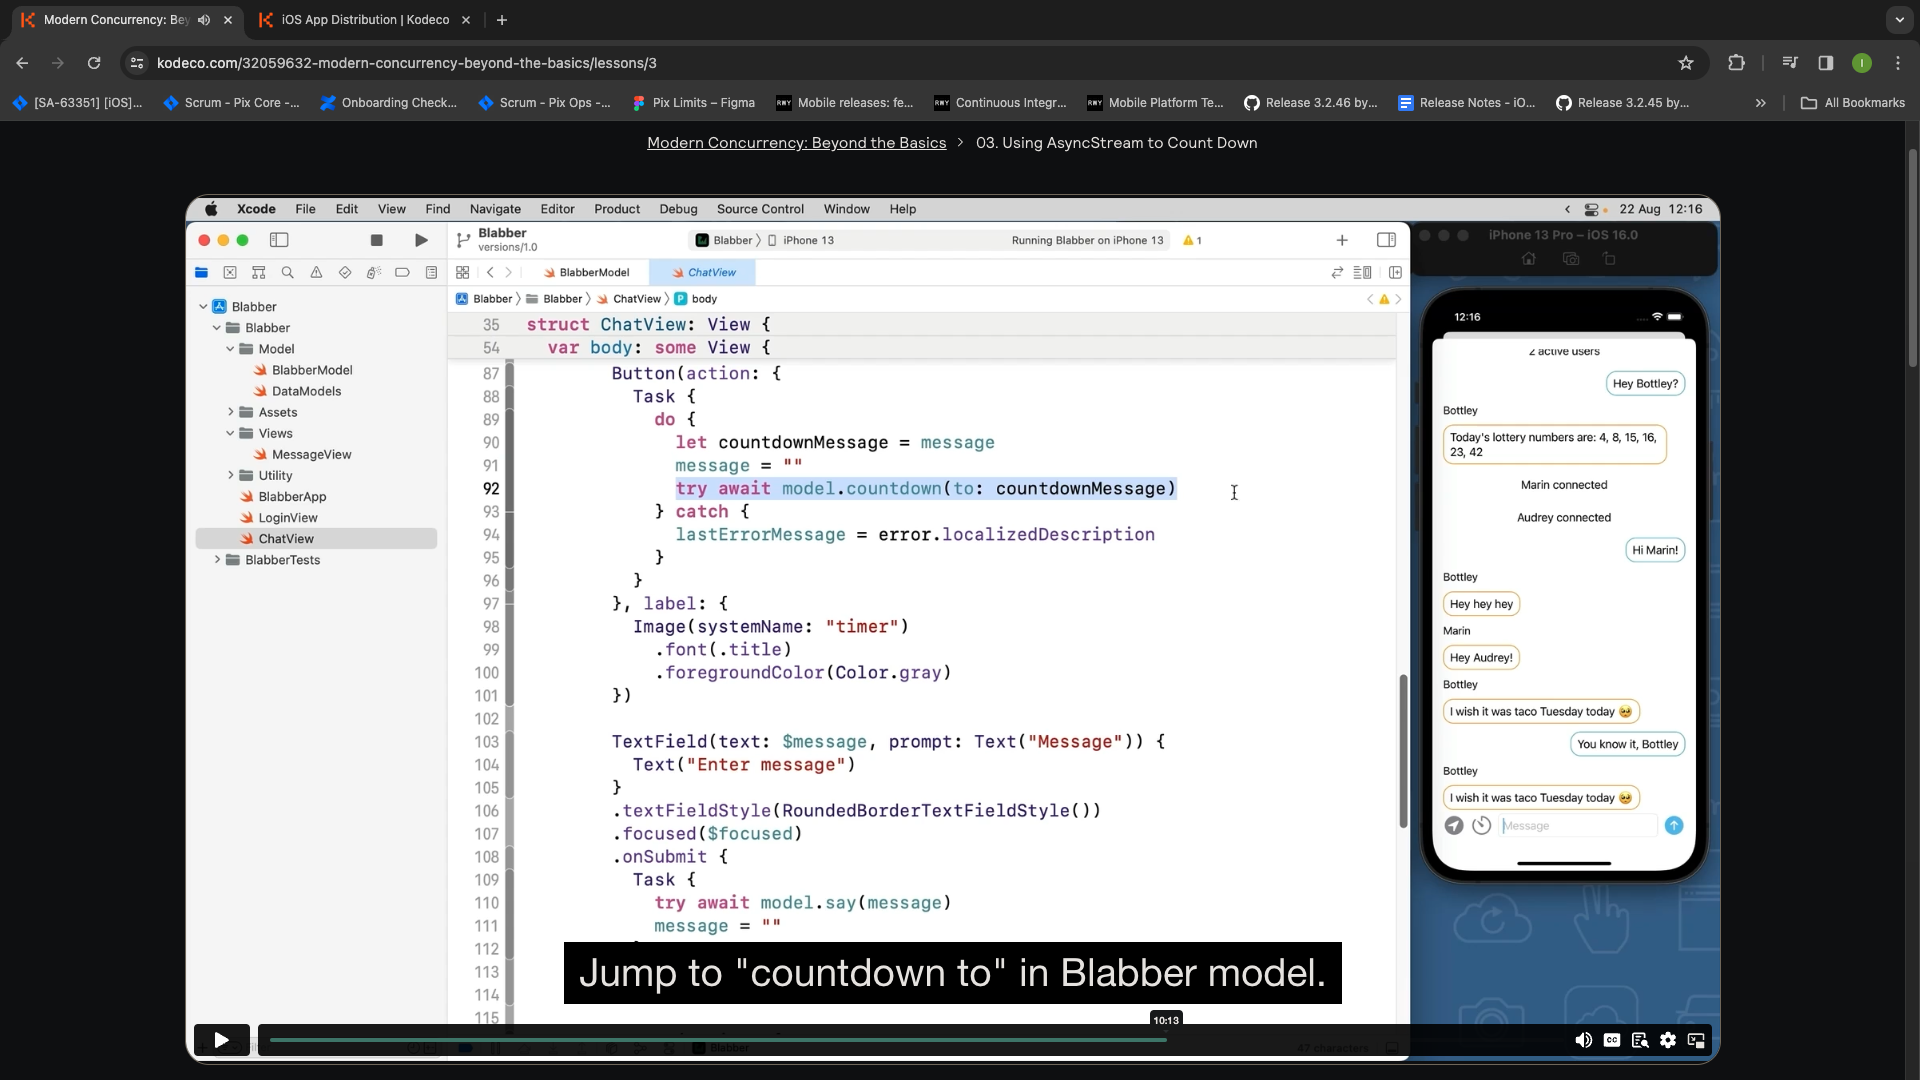 Modern Concurrency: Bey
iOS App Distribution | Kodeco
kodeco.com/32059632-modern-concurrency-beyond-the-basics/lessons/3
I
[SA-63351] [iOS]...
Scrum - Pix Core -...
Onboarding Check...
Scrum - Pix Ops -...
Pix Limits – Figma
Mobile releases: fe...
Continuous Integr...
Mobile Platform Te...
Release 3.2.46 by...
Release Notes - iO...
Release 3.2.45 by...
All Bookmarks
Modern Concurrency: Beyond the Basics > 03. Using AsyncStream to Count Down
Xcode File Edit View Find Navigate Editor Product Debug Source Control Window Help
22 Aug 12:16
Blabber
versions/1.0
Blabber
iPhone 13
Running Blabber on iPhone 13
1
iPhone 13 Pro – iOS 16.0
BlabberModel
ChatView
Blabber
Blabber
ChatView
body
Blabber
Blabber
Model
BlabberModel
DataModels
Assets
Views
MessageView
Utility
BlabberApp
LoginView
ChatView
BlabberTests
35 struct ChatView: View {
54 var body: some View {
87 Button(action: {
88 Task {
89 do {
90 let countdownMessage = message
91 message = ""
92 try await model.countdown(to: countdownMessage)
93 } catch {
94 lastErrorMessage = error.localizedDescription
95 }
96 }
97 }, label: {
98 Image(systemName: "timer")
99 .font(.title)
100 .foregroundColor(Color.gray)
101 })
102
103 TextField(text: $message, prompt: Text("Message")) {
104 Text("Enter message")
105 }
106 .textFieldStyle(RoundedBorderTextFieldStyle())
107 .focused($focused)
108 .onSubmit {
109 Task {
110 try await model.say(message)
111 message = ""
112
113
114
115
12:16
2 active users
Hey Bottley?
Bottley
Today's lottery numbers are: 4, 8, 15, 16,
23, 42
Marin connected
Audrey connected
Hi Marin!
Bottley
Hey hey hey
Marin
Hey Audrey!
Bottley
I wish it was taco Tuesday today 🥺
You know it, Bottley
Bottley
I wish it was taco Tuesday today 🥺
Message
Jump to "countdown to" in Blabber model.
10:13
Blabber
47 characters
CC